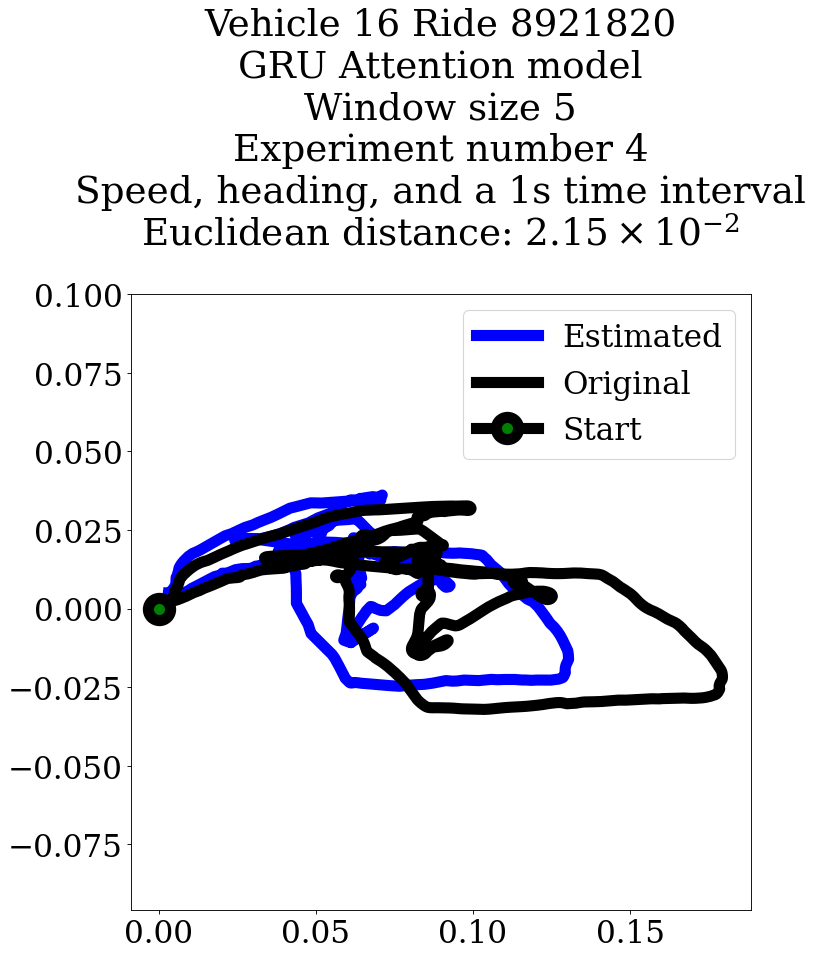 Vehicle 16 Ride 8921820
GRU Attention model
Window size 5
Experiment number 4
Speed, heading, and a 1s time interval
Euclidean distance: 2.15 × 10⁻²
0.100
0.075
0.050
0.025
0.000
−0.025
−0.050
−0.075
Estimated
Original
Start
0.00 0.05 0.10 0.15